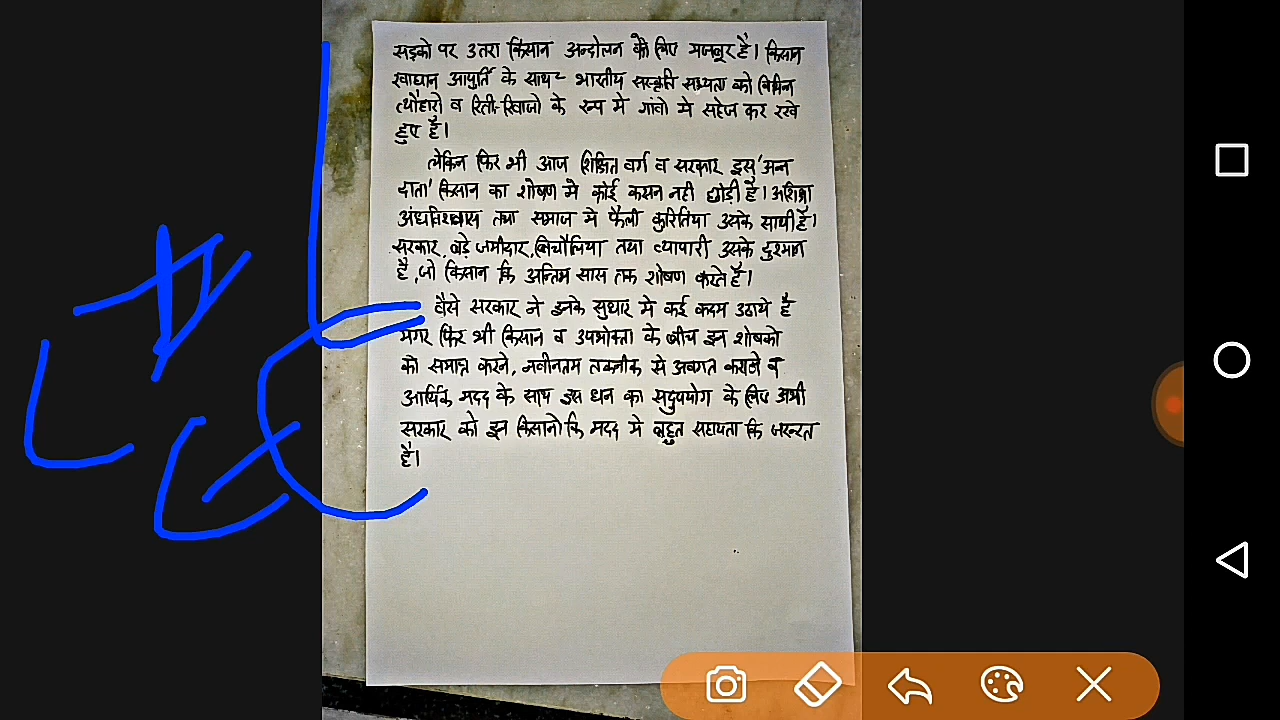 सड़को पर उतरा किसान अन्दोलन के लिए मजबूर है। किसान
खाद्यान आपुर्ति के साथ- भारतीय सस्कृति सभ्यता को विभिन
त्यौहारो व रिती-रिवाजो के रूप मे गांवो मे सहेज कर रखे
हुए है।
लेकिन फिर भी आज शिक्षित वर्ग व सरकार इस 'अन्न
दाता' किसान का शोषण मे कोई कसन नही छोड़ी है। अशिक्षा
अंधविशवास तथा समाज मे फैली कुरितिया उसके साथी है।
सरकार, बड़े जमीदार, बिचौलिया तथा व्यापारी उसके दुश्मान
है, जो किसान कि अन्तिम सास तक शोषण करते है।
वैसे सरकार ने इनके सुधार मे कई कदम उठाये है
मगर फिर भी किसान व उपभोक्ता के बीच इन शोषको
को समाप्त करने, नवीनतम तकनीक से अवगत कराने व
आर्थिक मदद के साथ इस धन का सदुपयोग के लिए अभी
सरकार को इन किसानो कि मदद मे बहुत सहायता कि जरूरत
है।